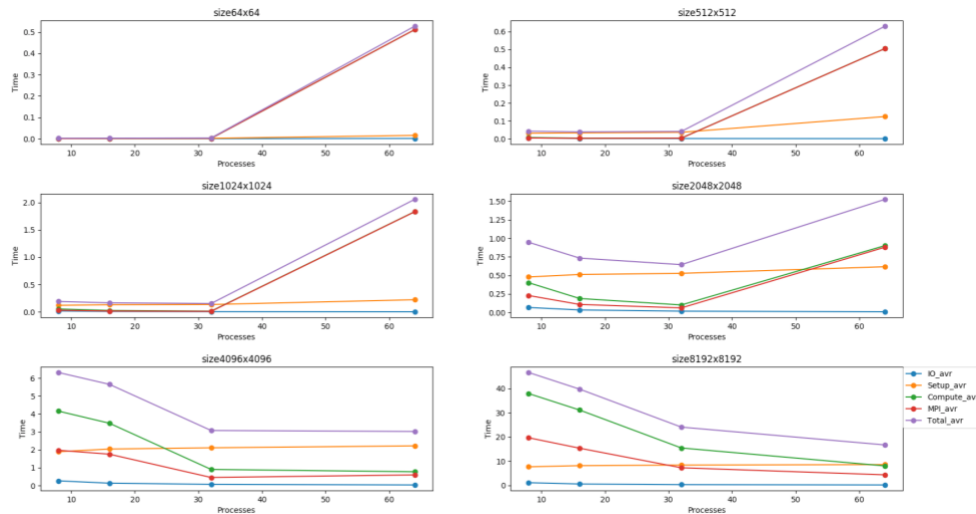 size64x64
0.5
0.4
0.3
0.2
0.1
0.0
Time
10 20 30 40 50 60
Processes
size512x512
0.6
0.5
0.4
0.3
0.2
0.1
0.0
Time
10 20 30 40 50 60
Processes
size1024x1024
2.0
1.5
1.0
0.5
0.0
Time
10 20 30 40 50 60
Processes
size2048x2048
1.50
1.25
1.00
0.75
0.50
0.25
0.00
Time
10 20 30 40 50 60
Processes
size4096x4096
6
5
4
3
2
1
0
Time
10 20 30 40 50 60
Processes
size8192x8192
40
30
20
10
0
Time
10 20 30 40 50 60
Processes
IO_avr
Setup_avr
Compute_av
MPI_avr
Total_avr